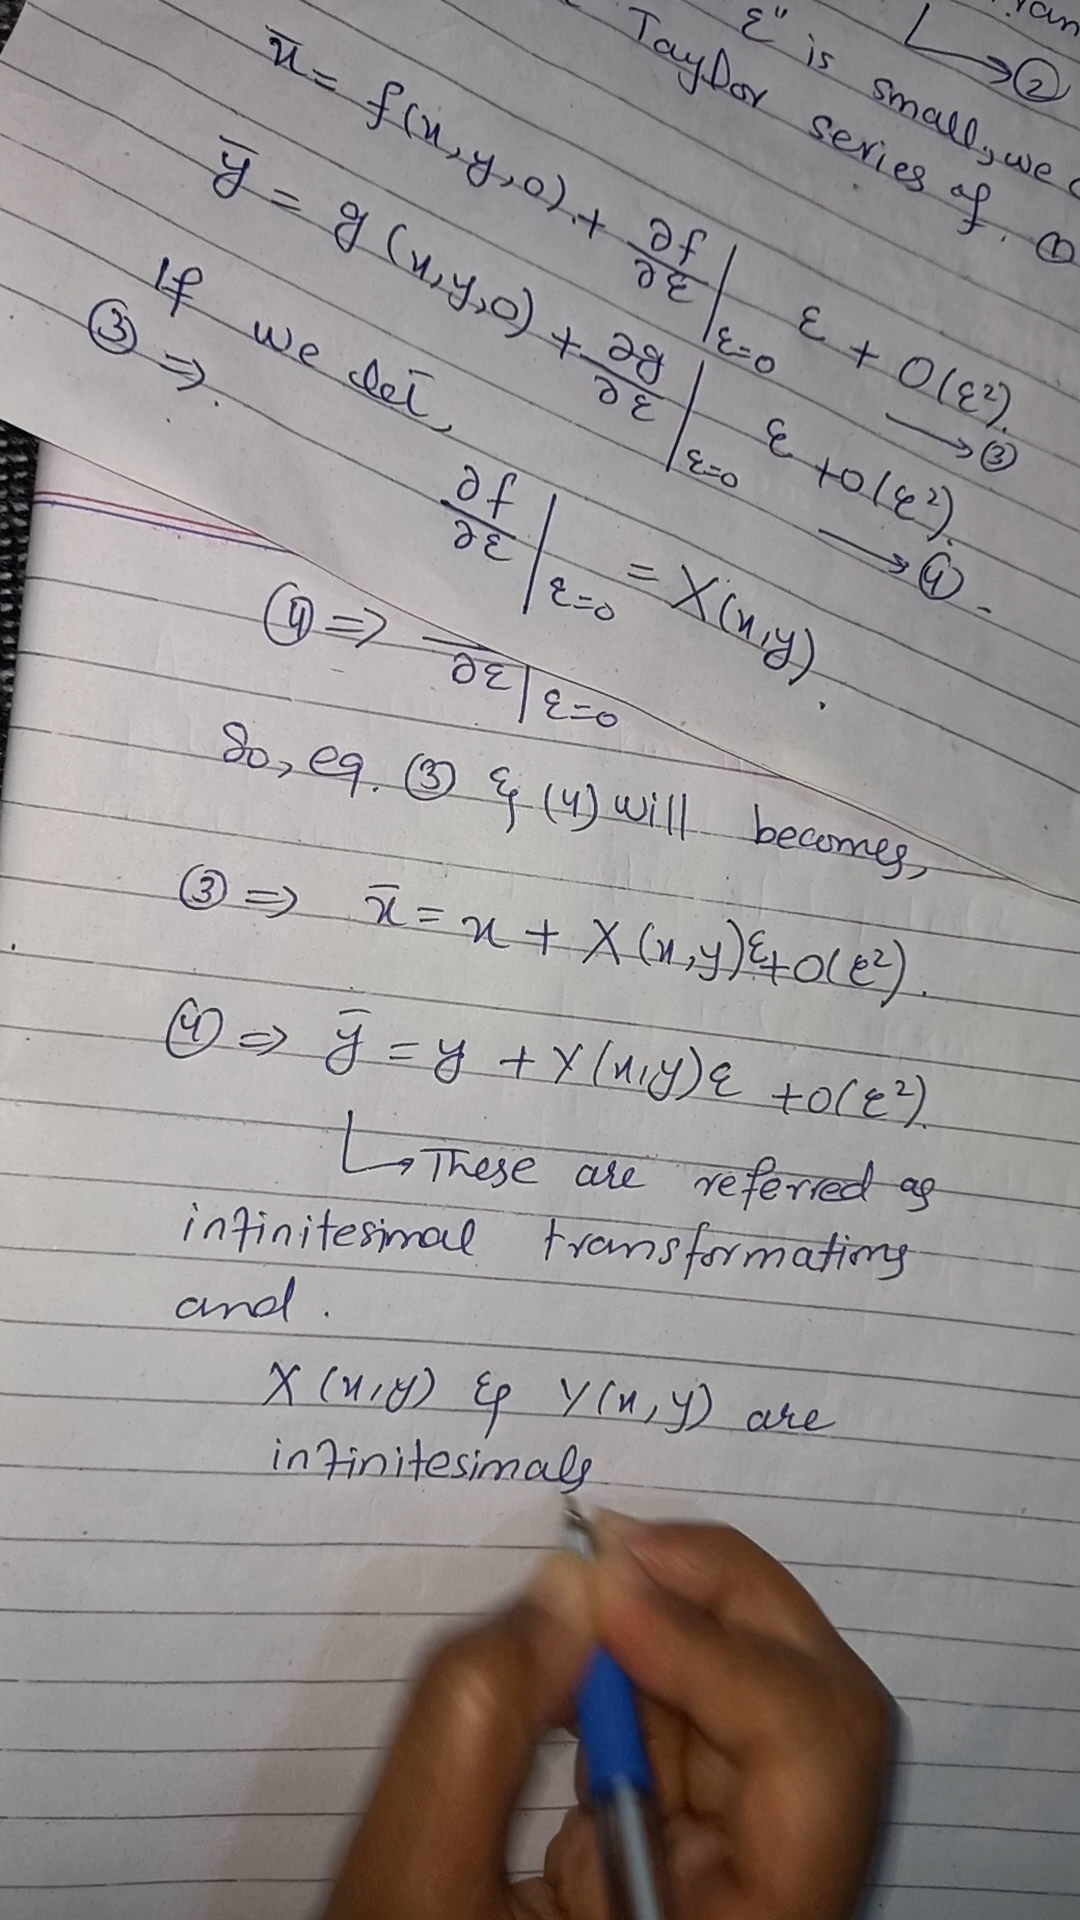 → ②
ε" is small, we
Taylor series of ①
x̄ = f(x,y,0) + ∂f/∂ε |ε=0 ε + O(ε²).
→ ③
ȳ = g(x,y,0) + ∂g/∂ε |ε=0 ε + O(ε²).
→ ④.
If we let,
③ ⇒ ∂f/∂ε |ε=0 = X(x,y).
④ ⇒ ∂ε |ε=0
So, eq. ③ & (4) will becomes,
③ ⇒ x̄ = x + X(x,y)ε + O(ε²).
④ ⇒ ȳ = y + Y(x,y)ε + O(ε²).
↳ These are referred as
infinitesimal transformations
and.
X(x,y) & Y(x,y) are
infinitesimals